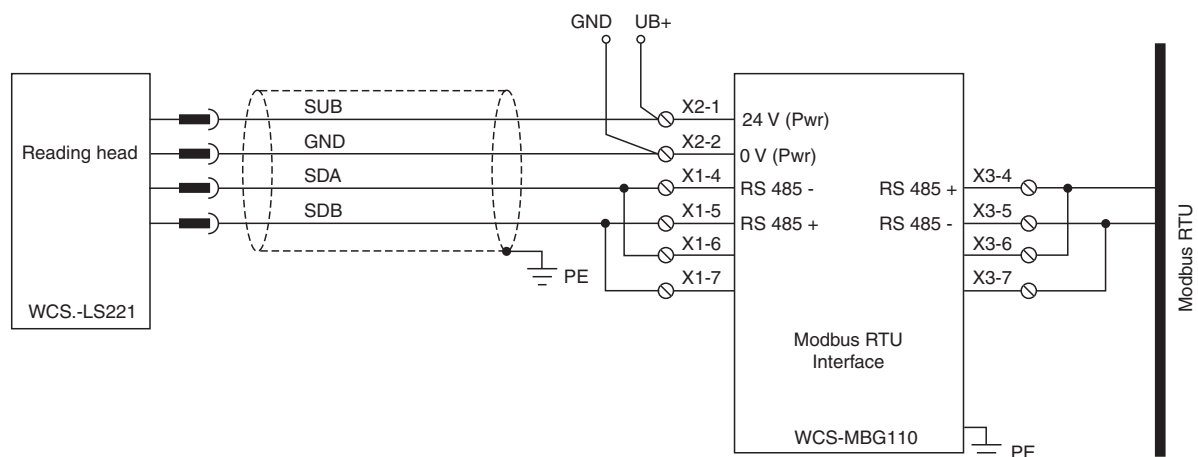 GND UB+
SUB X2-1 24 V (Pwr)
GND X2-2 0 V (Pwr)
Reading head
SDA X1-4 RS 485 - RS 485 + X3-4
SDB X1-5 RS 485 + RS 485 - X3-5
X1-6 X3-6
PE X1-7 X3-7
WCS.-LS221
Modbus RTU
Modbus RTU
Interface
WCS-MBG110
PE